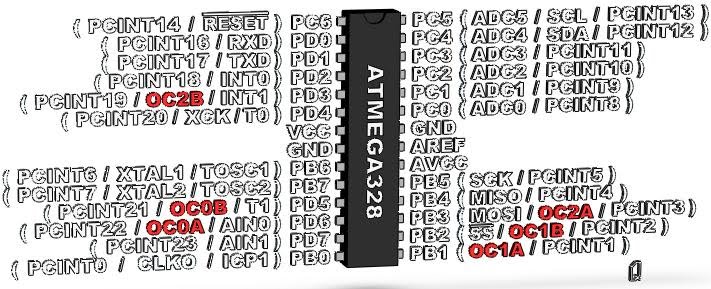 ( PCINT14 / RESET ) PC6
( PCINT16 / RXD) PD0
( PCINT17 / TXD PD1
( PCINT18 / INT0) PD2
( PCINT19 / OC2B / INT1) PD3
( PCINT20 / XCK / T0) PD4
VCC
GND
( PCINT6 / XTAL1 / TOSC1) PB6
( PCINT7 / XTAL2 / TOSC2) PB7
( PCINT21 / OC0B / T1) PD5
( PCINT22 / OC0A / AIN0) PD6
( PCINT23 / AIN1) PD7
( PCINT0 / CLKO / ICP1) PB0
ATMEGA328
PC5 ( ADC5 / SCL / PCINT13 )
PC4 ( ADC4 / SDA / PCINT12 )
PC3 ( ADC3 / PCINT11)
PC2 ( ADC2 / PCINT10)
PC1 ( ADC1 / PCINT9)
PC0 ( ADC0 / PCINT8)
GND
AREF
AVCC
PB5 ( SCK / PCINT5)
PB4 ( MISO / PCINT4)
PB3 ( MOSI / OC2A / PCINT3)
PB2 ( SS / OC1B / PCINT2)
PB1 ( OC1A / PCINT1)